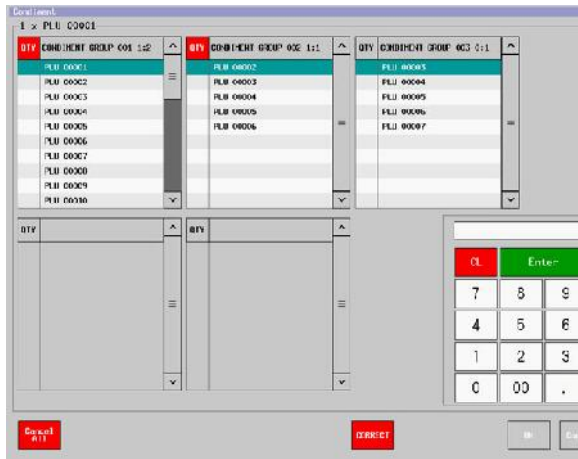 Condiment
1 x PLU 00001
QTY CONDIMENT GROUP 001 1:2
PLU 00001
PLU 00002
PLU 00003
PLU 00004
PLU 00005
PLU 00006
PLU 00007
PLU 00008
PLU 00009
PLU 00010
QTY CONDIMENT GROUP 002 1:1
PLU 00002
PLU 00003
PLU 00004
PLU 00005
PLU 00006
QTY CONDIMENT GROUP 003 0:1
PLU 00003
PLU 00004
PLU 00005
PLU 00006
PLU 00007
QTY
QTY
CL Enter
7 8 9
4 5 6
1 2 3
0 00 .
Cancel
All
CORRECT
OK